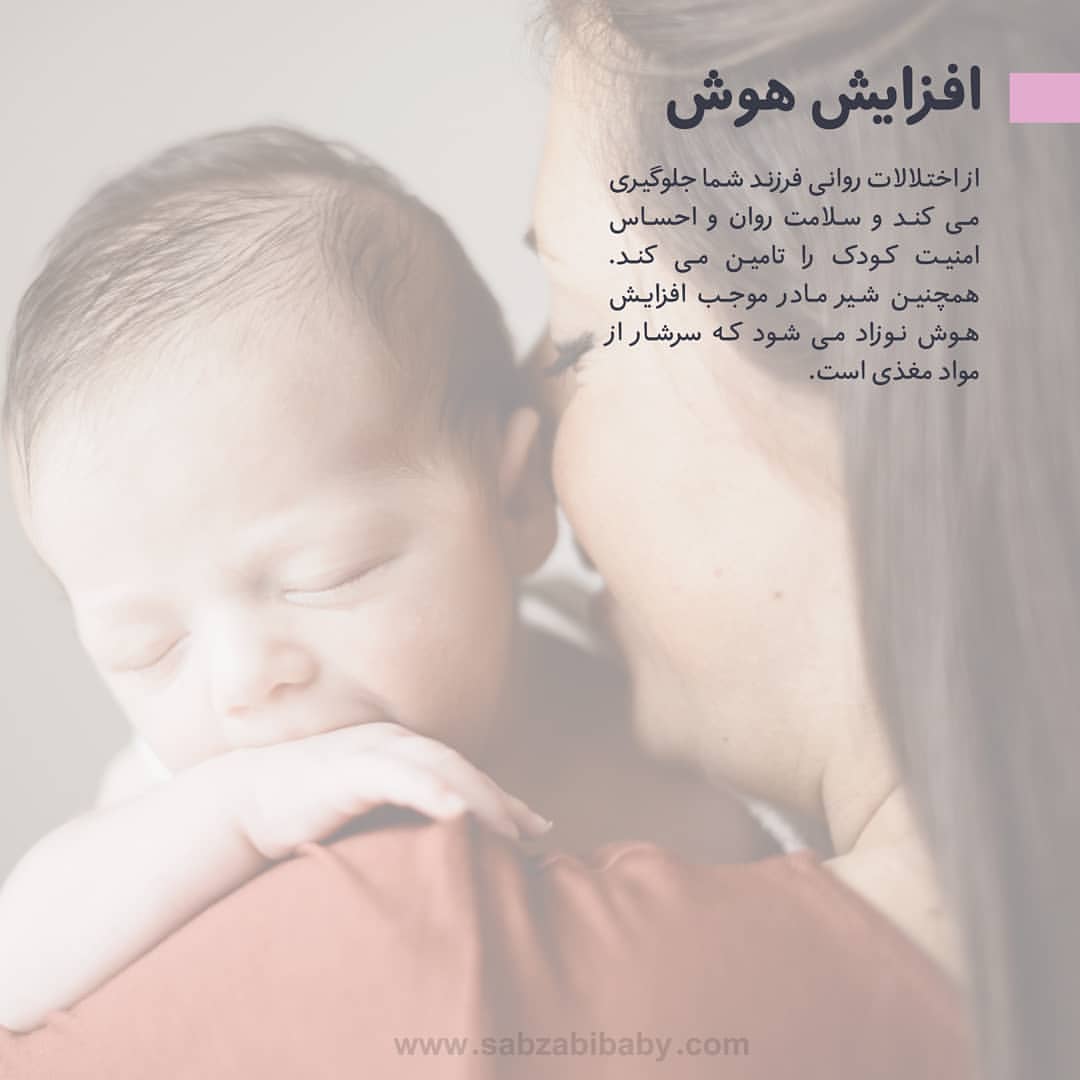 افزایش هوش
از اختلالات روانی فرزند شما جلوگیری
می کند و سلامت روان و احساس
امنیت کودک را تامین می کند.
همچنین شیر مادر موجب افزایش
هوش نوزاد می شود که سرشار از
مواد مغذی است.
www.sabzabibaby.com